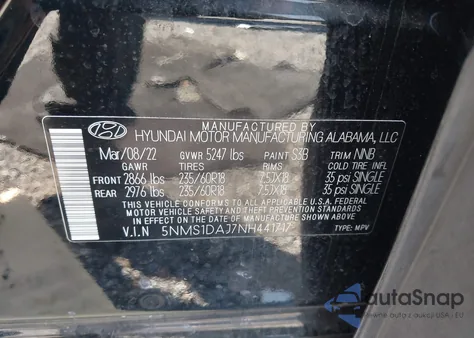 MANUFACTURED BY
HYUNDAI MOTOR MANUFACTURING ALABAMA, LLC
Mar/08/22 GVWR 5247 lbs PAINT S3B TRIM NNB
GAWR TIRES RIMS COLD TIRE INFL
FRONT 2866 lbs 235/60R18 7.5JX18 35 psi SINGLE
REAR 2976 lbs 235/60R18 7.5JX18 35 psi SINGLE
THIS VEHICLE CONFORMS TO ALL APPLICABLE U.S.A. FEDERAL
MOTOR VEHICLE SAFETY, BUMPER, AND THEFT PREVENTION
STANDARDS IN EFFECT ON THE DATE OF MANUFACTURE SHOWN ABOVE.
V.I.N 5NMS1DAJ7NH441717 TYPE: MPV
autoSnap